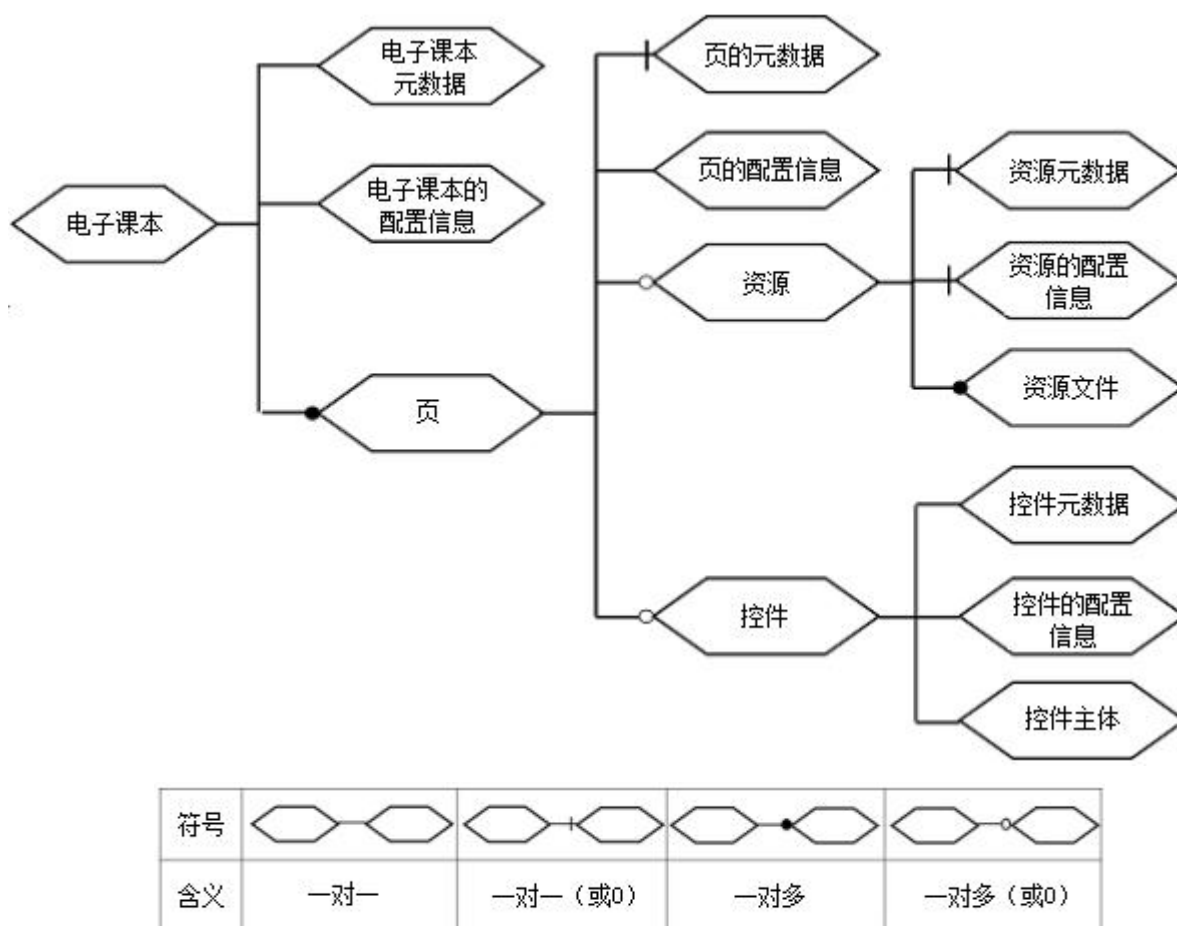 电子课本
电子课本
元数据
电子课本的
配置信息
页
页的元数据
页的配置信息
资源
控件
资源元数据
资源的配置
信息
资源文件
控件元数据
控件的配置
信息
控件主体
符号
含义 一对一 一对一（或0） 一对多 一对多（或0）